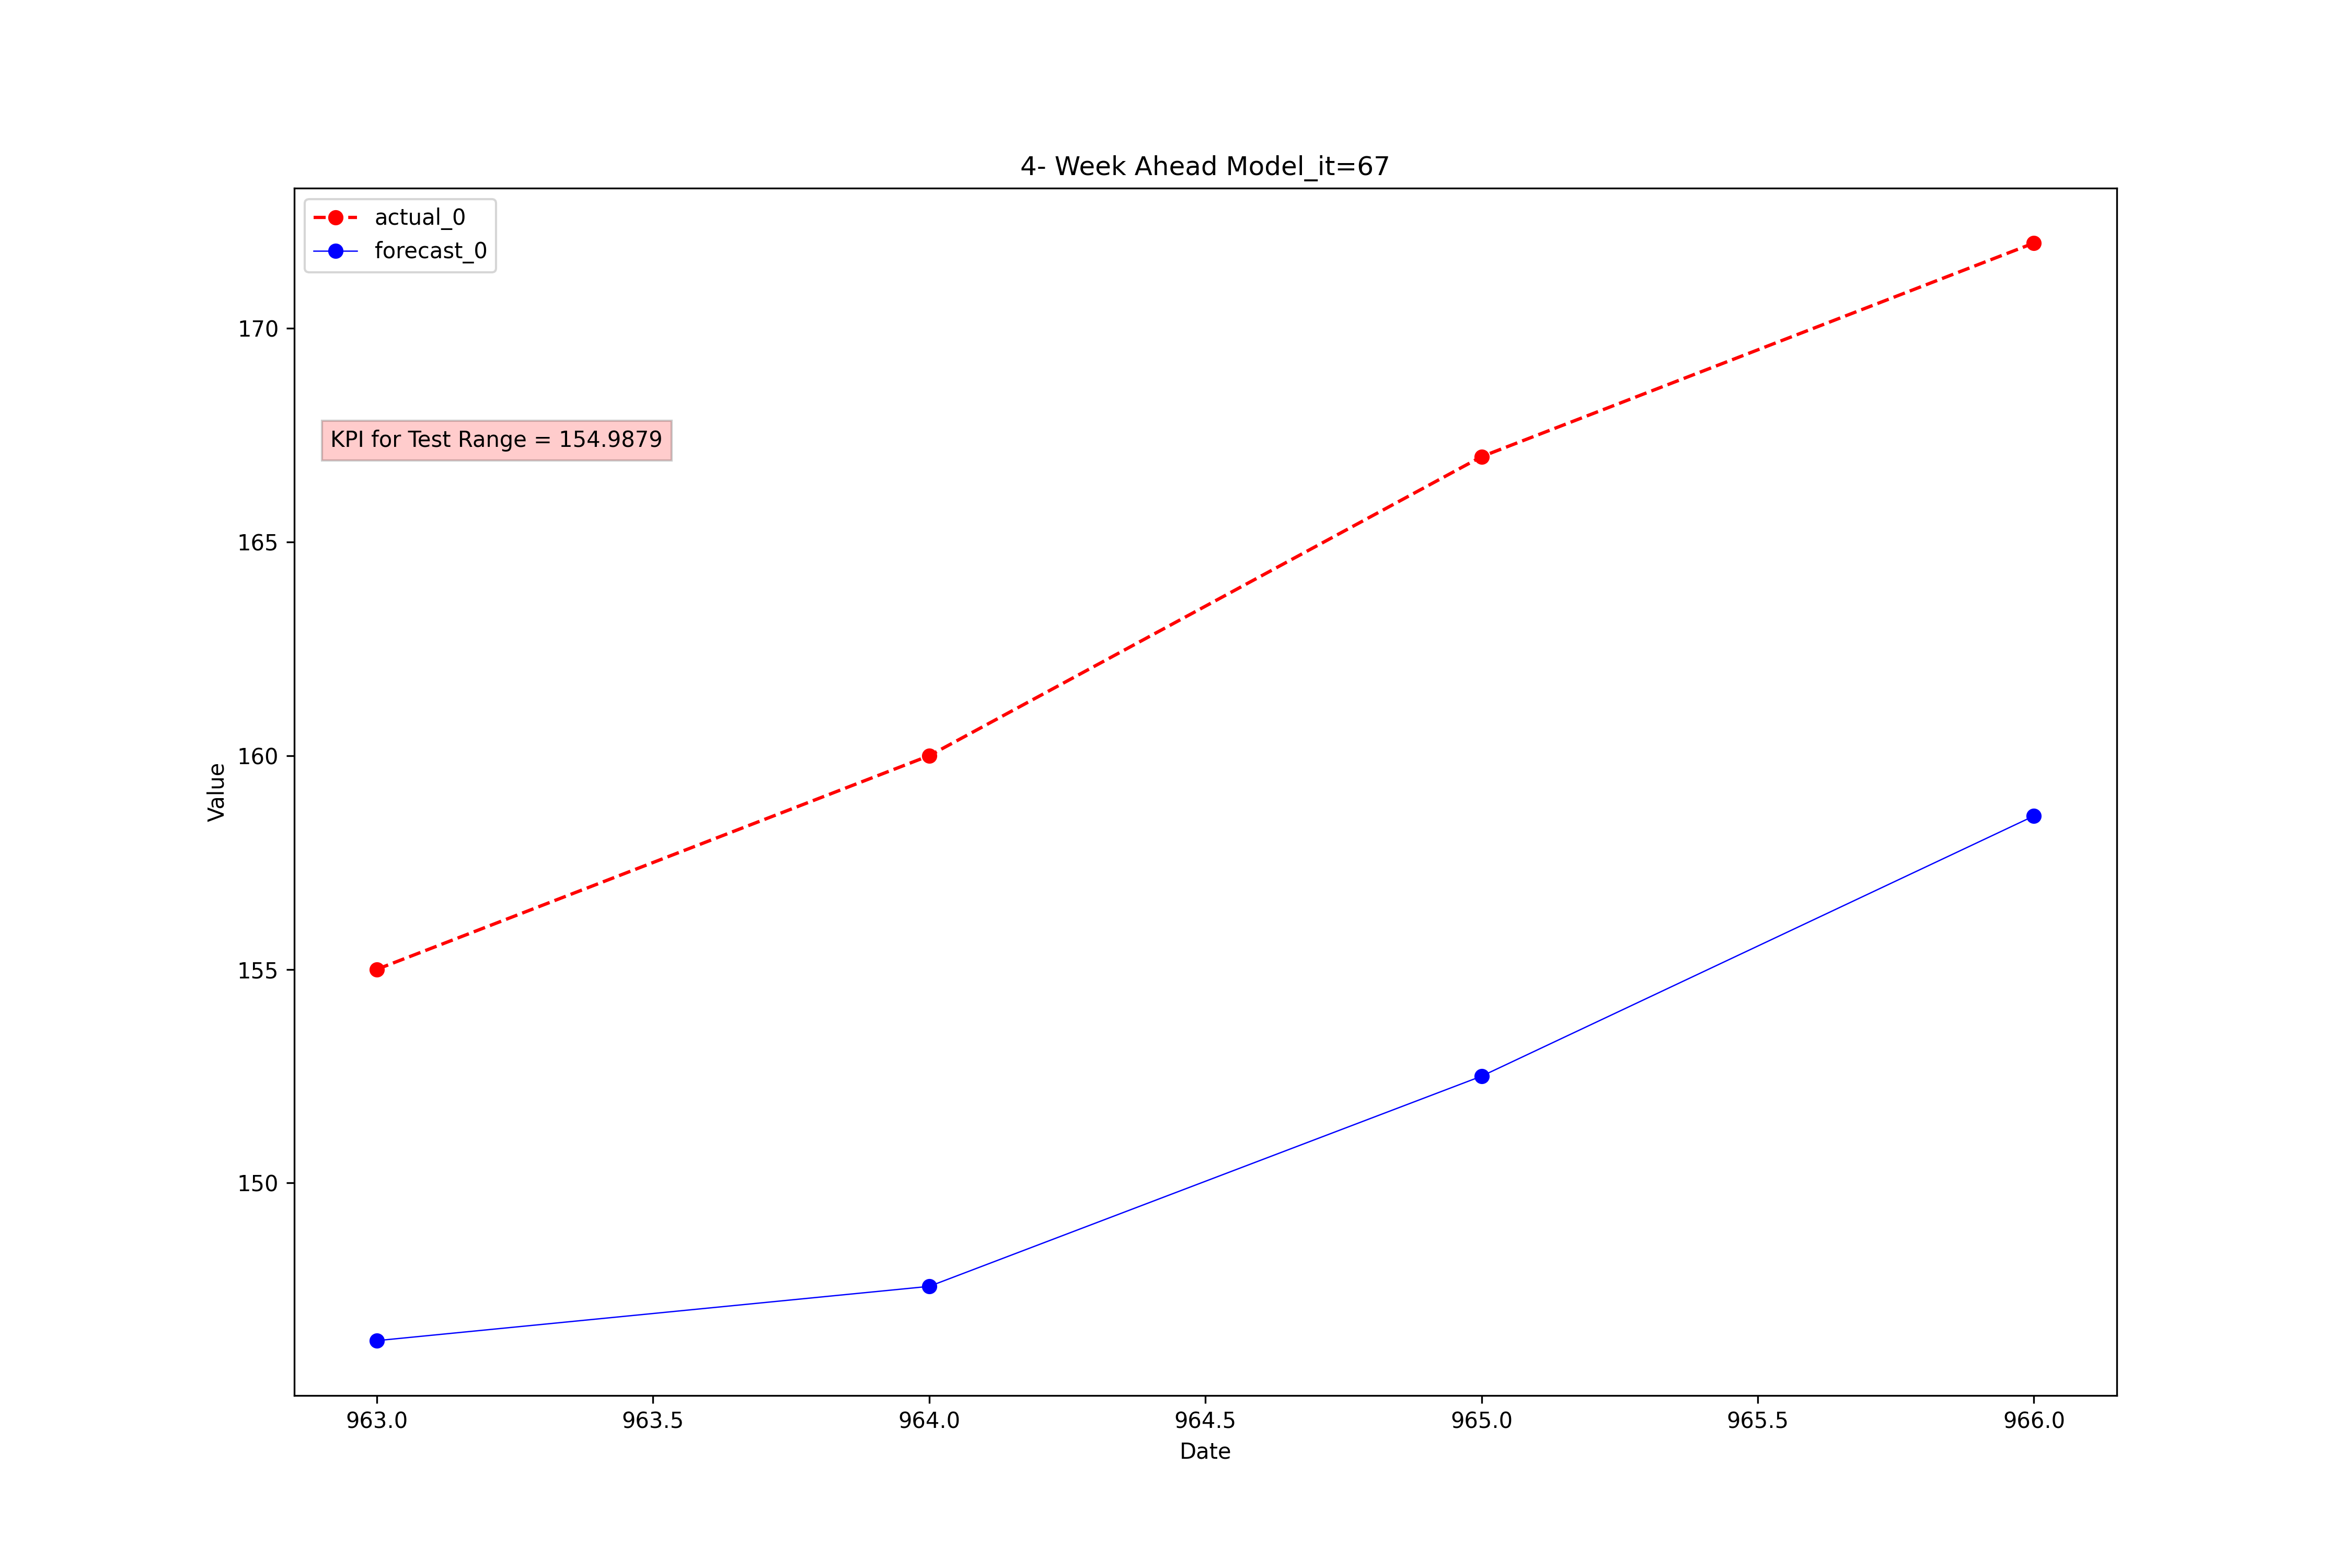 4- Week Ahead Model_it=67
actual_0
forecast_0
KPI for Test Range = 154.9879
Value
170
165
160
155
150
963.0 963.5 964.0 964.5 965.0 965.5 966.0
Date